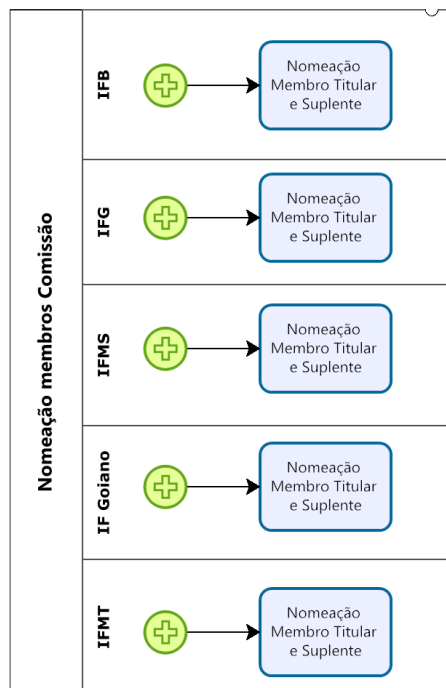 Nomeação membros Comissão
IFB
Nomeação
Membro Titular
e Suplente
IFG
Nomeação
Membro Titular
e Suplente
IFMS
Nomeação
Membro Titular
e Suplente
IF Goiano
Nomeação
Membro Titular
e Suplente
IFMT
Nomeação
Membro Titular
e Suplente